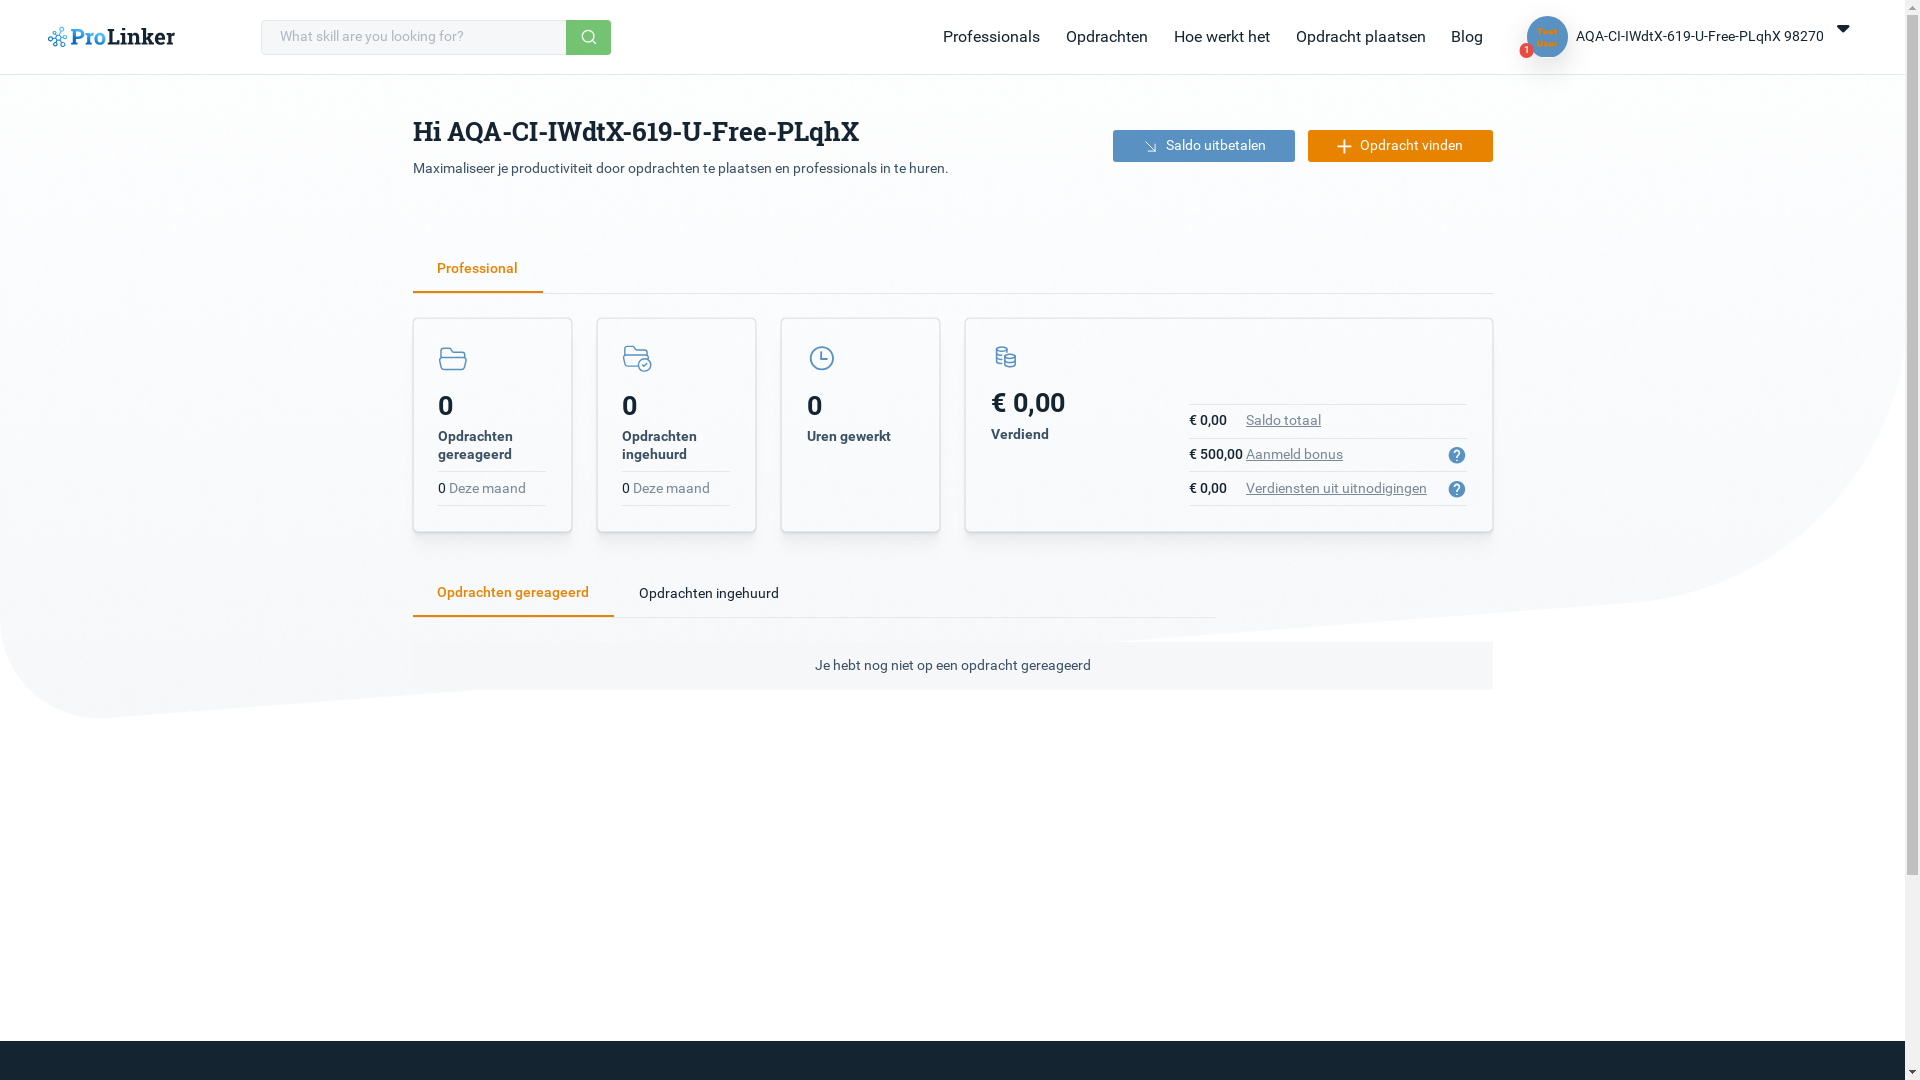 ProLinker
What skill are you looking for?
Professionals
Opdrachten
Hoe werkt het
Opdracht plaatsen
Blog
Test User
1
AQA-CI-IWdtX-619-U-Free-PLqhX 98270
Hi AQA-CI-IWdtX-619-U-Free-PLqhX
Maximaliseer je productiviteit door opdrachten te plaatsen en professionals in te huren.
Saldo uitbetalen
Opdracht vinden
Professional
0
Opdrachten
gereageerd
0 Deze maand
0
Opdrachten
ingehuurd
0 Deze maand
0
Uren gewerkt
€ 0,00
Verdiend
€ 0,00 Saldo totaal
€ 500,00 Aanmeld bonus
€ 0,00 Verdiensten uit uitnodigingen
Opdrachten gereageerd
Opdrachten ingehuurd
Je hebt nog niet op een opdracht gereageerd